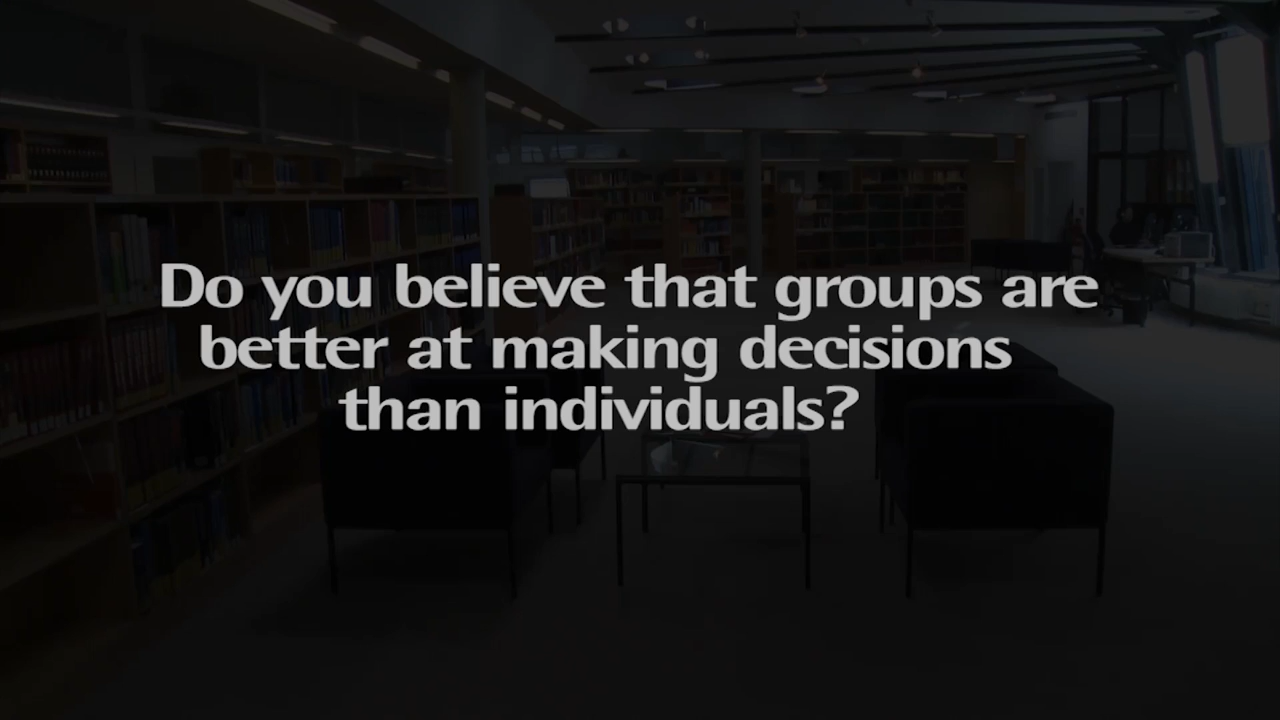 Do you believe that groups are
better at making decisions
than individuals?